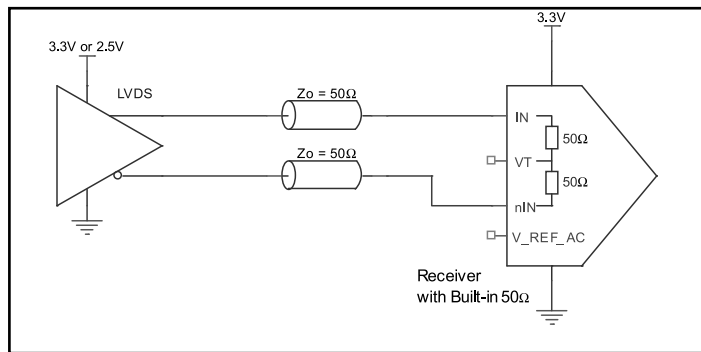 3.3V
3.3V or 2.5V
LVDS
Zo = 50Ω
IN
50Ω
Zo = 50Ω
VT
50Ω
nIN
V_REF_AC
Receiver
with Built-in 50Ω